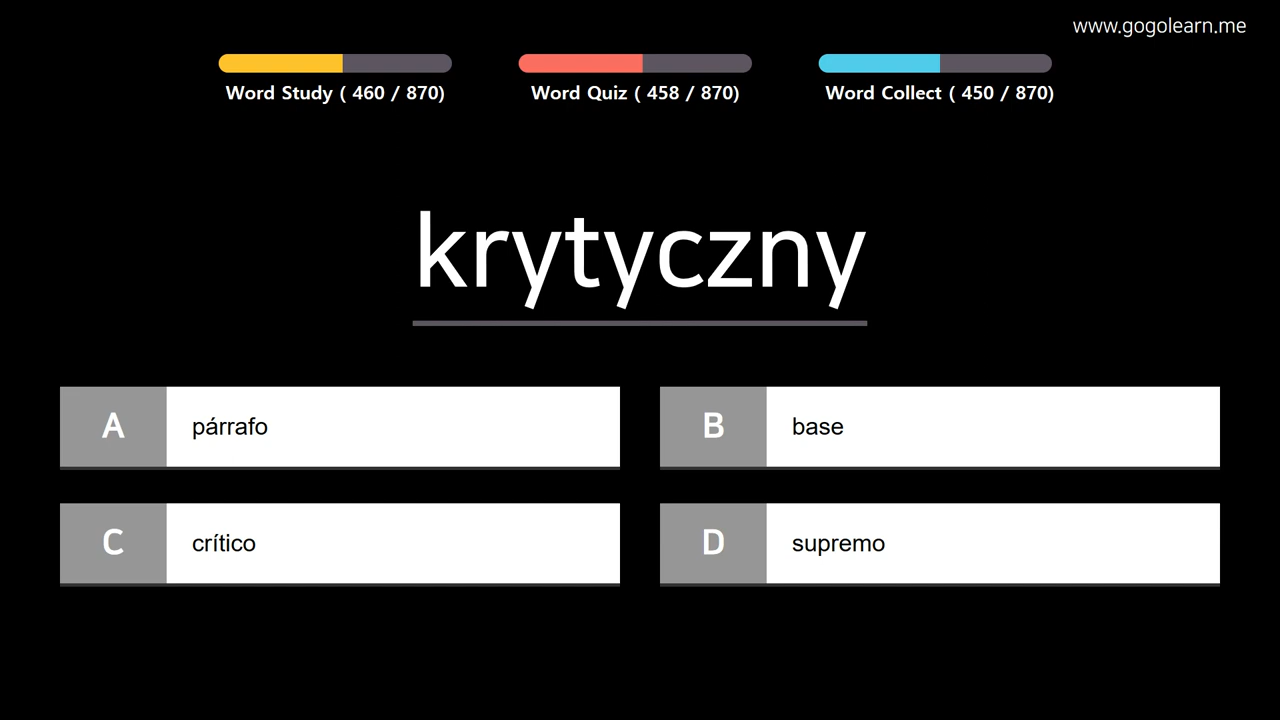 www.gogolearn.me
Word Study ( 460 / 870)
Word Quiz ( 458 / 870)
Word Collect ( 450 / 870)
krytyczny
A párrafo
B base
C crítico
D supremo